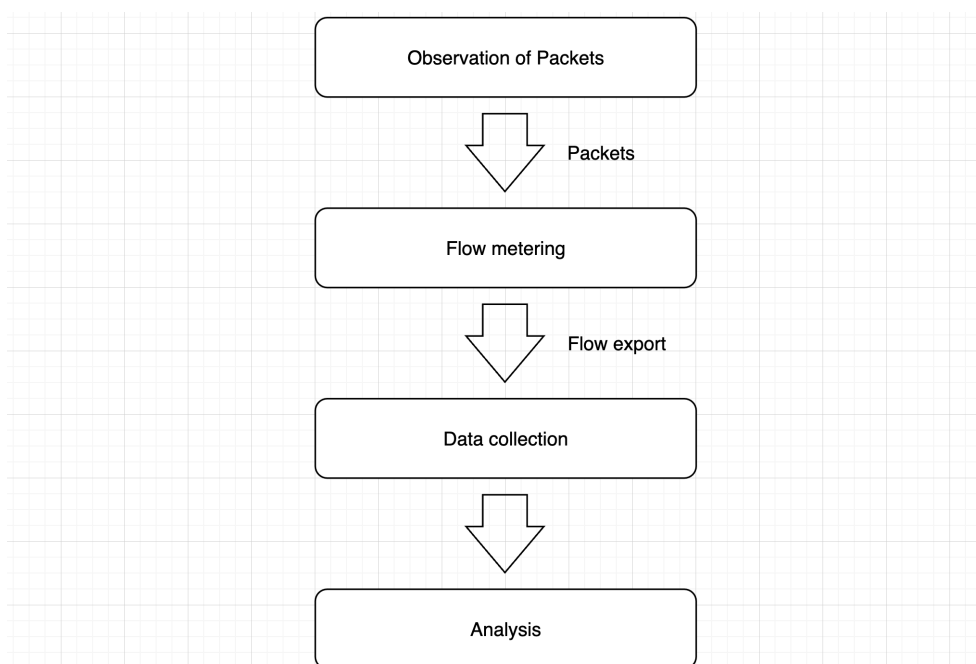 Observation of Packets
Packets
Flow metering
Flow export
Data collection
Analysis